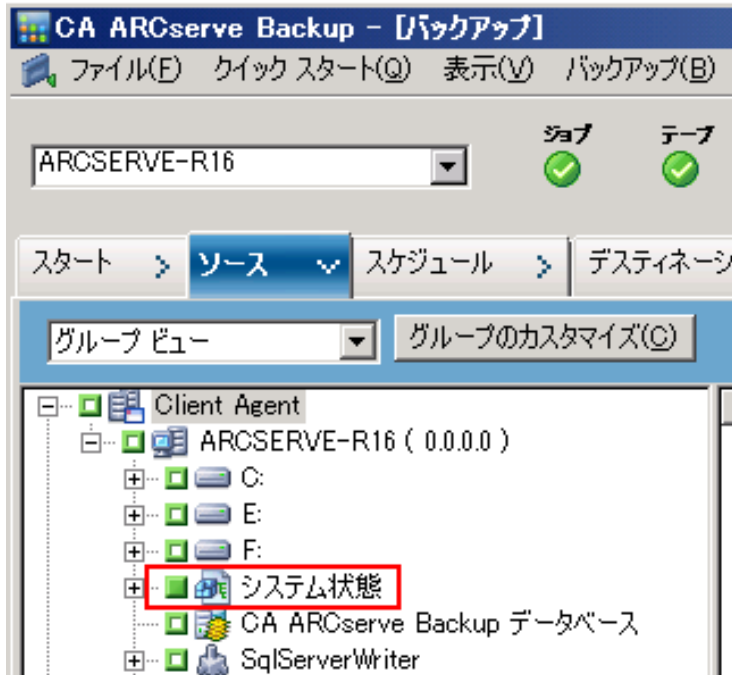 CA ARCserve Backup - [バックアップ]
ファイル(F) クイック スタート(Q) 表示(V) バックアップ(B)
ジョブ テープ
ARCSERVE-R16
スタート ソース スケジュール デスティネーシ
グループ ビュー グループのカスタマイズ(C)
Client Agent
ARCSERVE-R16 ( 0.0.0.0 )
C:
E:
F:
システム状態
CA ARCserve Backup データベース
SqlServerWriter